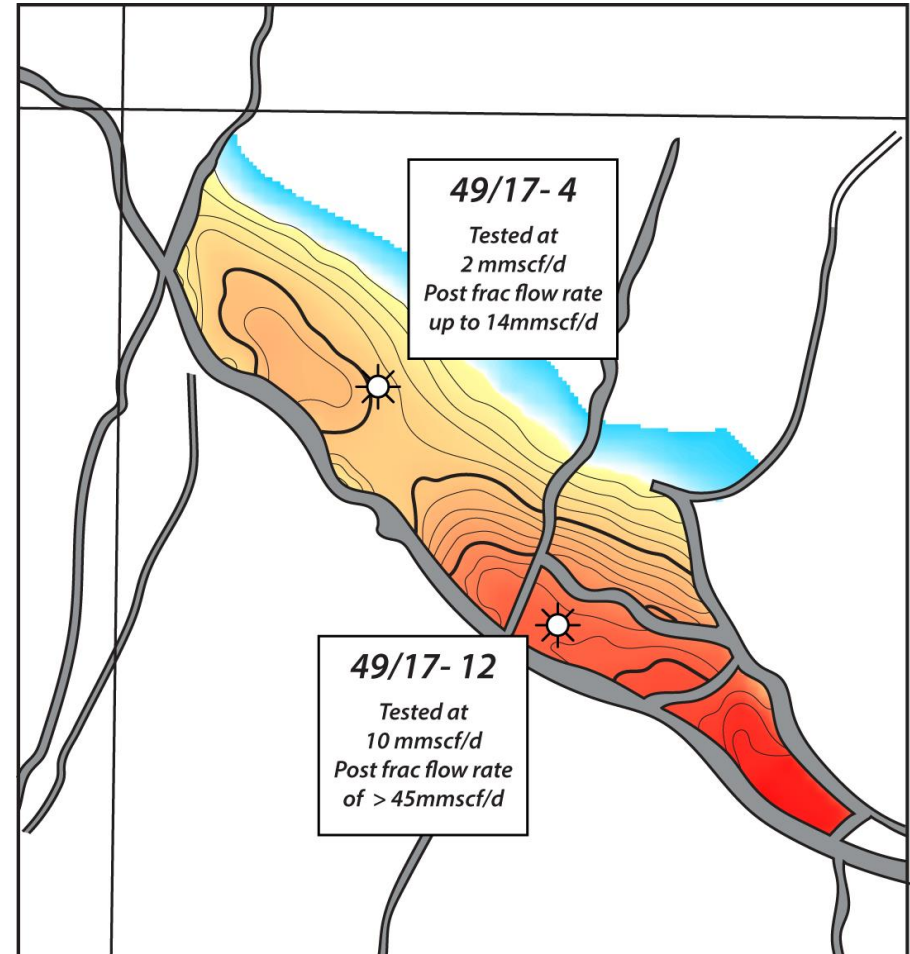 49/17- 4
Tested at
2 mmscf/d
Post frac flow rate
up to 14mmscf/d
49/17- 12
Tested at
10 mmscf/d
Post frac flow rate
of > 45mmscf/d